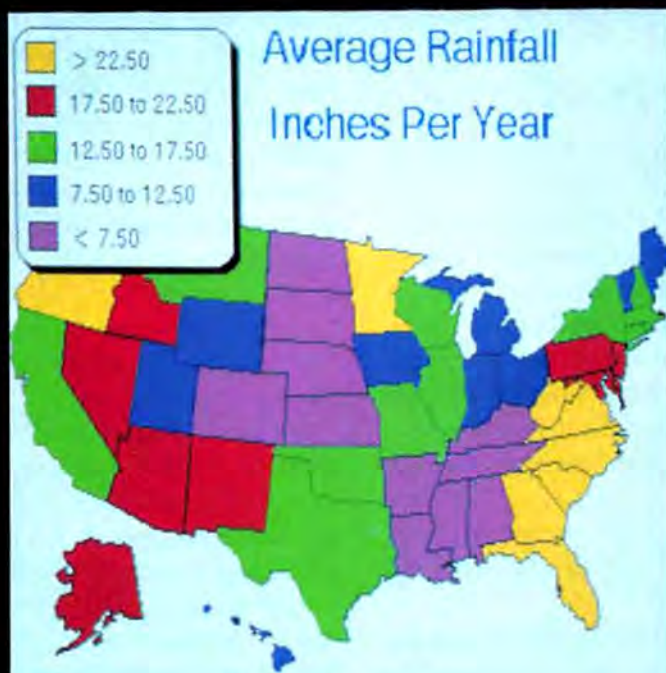 > 22.50
17.50 to 22.50
12.50 to 17.50
7.50 to 12.50
< 7.50
Average Rainfall
Inches Per Year